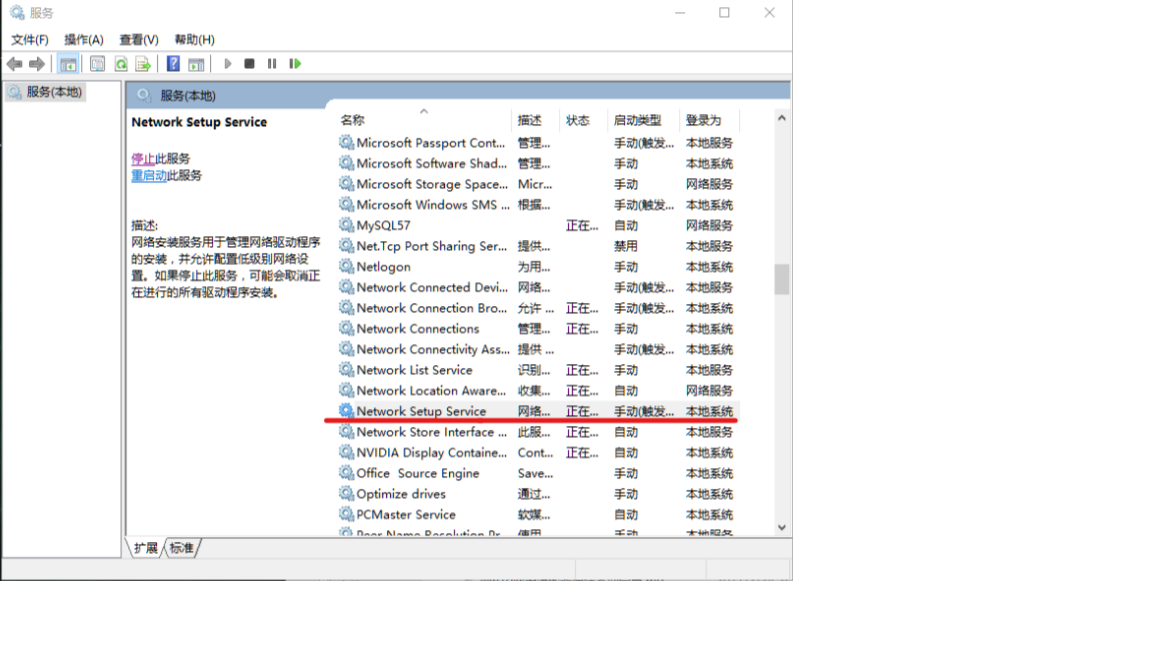 服务
文件(F) 操作(A) 查看(V) 帮助(H)
服务(本地)
服务(本地)
Network Setup Service
停止此服务
重启动此服务
描述:
网络安装服务用于管理网络驱动程序
的安装，并允许配置低级别网络设
置。如果停止此服务，可能会取消正
在进行的所有驱动程序安装。
名称 描述 状态 启动类型 登录为
Microsoft Passport Cont... 管理... 手动(触发... 本地服务
Microsoft Software Shad... 管理... 手动 本地系统
Microsoft Storage Space... Micr... 手动 网络服务
Microsoft Windows SMS ... 根据... 手动(触发... 本地系统
MySQL57 正在... 自动 网络服务
Net.Tcp Port Sharing Ser... 提供... 禁用 本地服务
Netlogon 为用... 手动 本地系统
Network Connected Devi... 网络... 手动(触发... 本地服务
Network Connection Bro... 允许 ... 正在... 手动(触发... 本地系统
Network Connections 管理... 正在... 手动 本地系统
Network Connectivity Ass... 提供 ... 手动(触发... 本地系统
Network List Service 识别... 正在... 手动 本地服务
Network Location Aware... 收集... 正在... 自动 网络服务
Network Setup Service 网络... 正在... 手动(触发... 本地系统
Network Store Interface ... 此服... 正在... 自动 本地服务
NVIDIA Display Containe... Cont... 正在... 自动 本地系统
Office  Source Engine Save... 手动 本地系统
Optimize drives 通过... 手动 本地系统
PCMaster Service 软媒... 自动 本地系统
Peer Name Resolution Pr... 使用... 手动 本地服务
扩展 标准